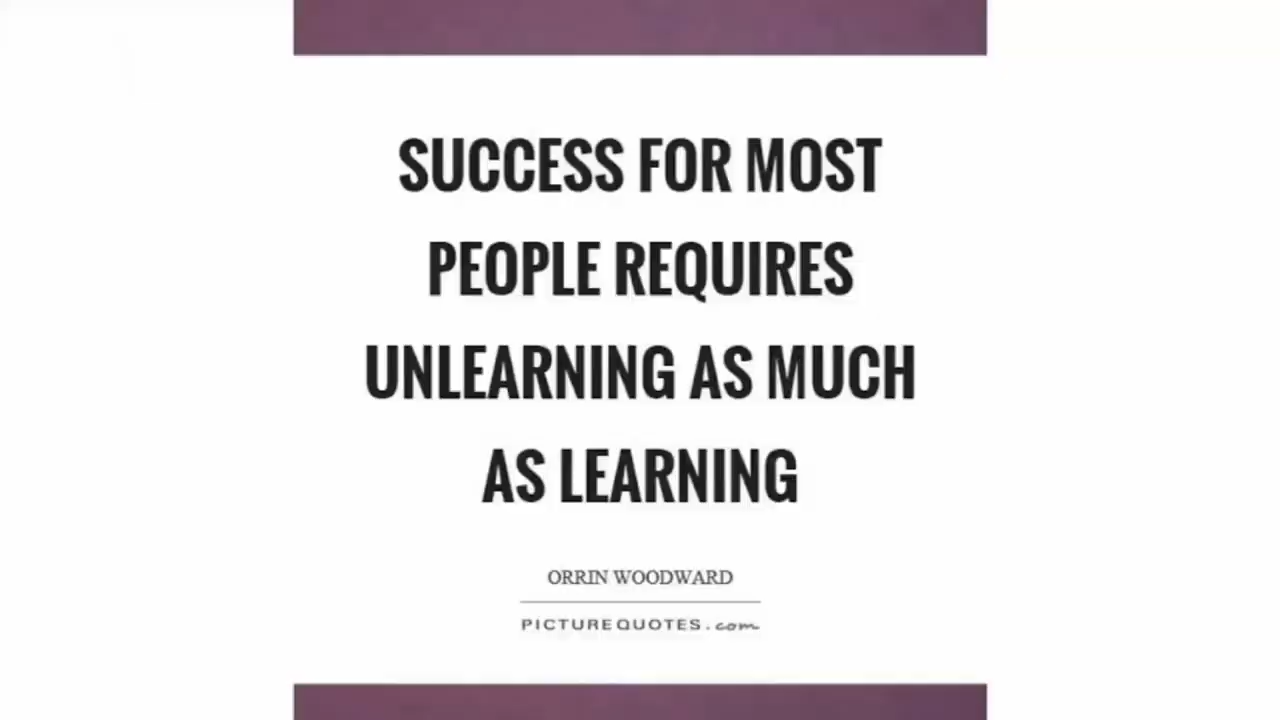 SUCCESS FOR MOST
PEOPLE REQUIRES
UNLEARNING AS MUCH
AS LEARNING
ORRIN WOODWARD
PICTUREQUOTES.com